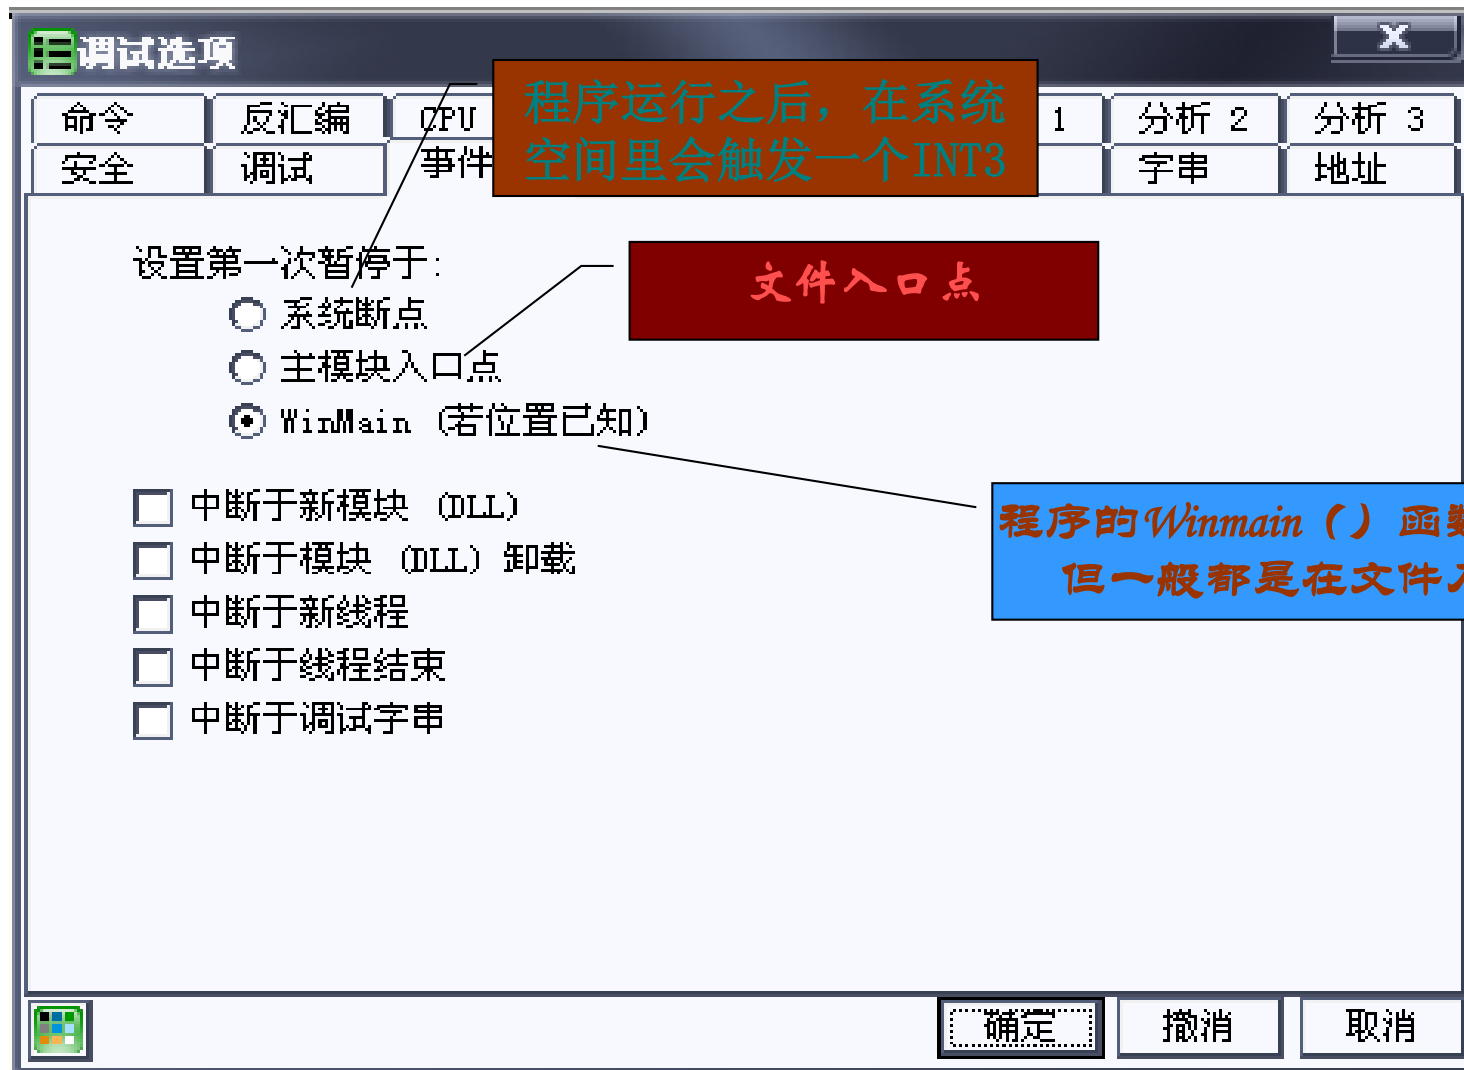 调试选项
程序运行之后，在系统
空间里会触发一个INT3
命令 反汇编 CPU 1 分析 2 分析 3
安全 调试 事件 字串 地址
设置第一次暂停于:
系统断点
文件入口点
主模块入口点
WinMain (若位置已知)
中断于新模块 (DLL)
程序的Winmain（）函数
但一般都是在文件入
中断于模块 (DLL) 卸载
中断于新线程
中断于线程结束
中断于调试字串
确定 撤消 取消